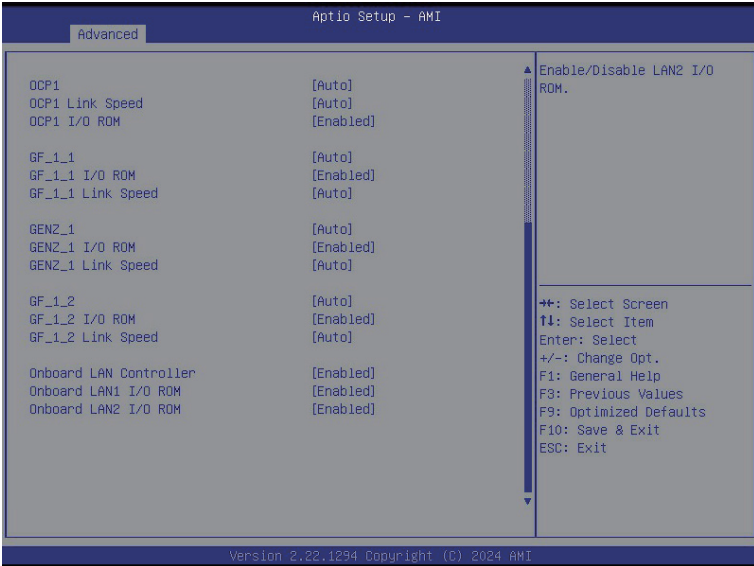 Aptio Setup – AMI
Advanced
OCP1 [Auto]
OCP1 Link Speed [Auto]
OCP1 I/O ROM [Enabled]
GF_1_1 [Auto]
GF_1_1 I/O ROM [Enabled]
GF_1_1 Link Speed [Auto]
GENZ_1 [Auto]
GENZ_1 I/O ROM [Enabled]
GENZ_1 Link Speed [Auto]
GF_1_2 [Auto]
GF_1_2 I/O ROM [Enabled]
GF_1_2 Link Speed [Auto]
Onboard LAN Controller [Enabled]
Onboard LAN1 I/O ROM [Enabled]
Onboard LAN2 I/O ROM [Enabled]
Enable/Disable LAN2 I/O
ROM.
→←: Select Screen
↑↓: Select Item
Enter: Select
+/-: Change Opt.
F1: General Help
F3: Previous Values
F9: Optimized Defaults
F10: Save & Exit
ESC: Exit
Version 2.22.1294 Copyright (C) 2024 AMI